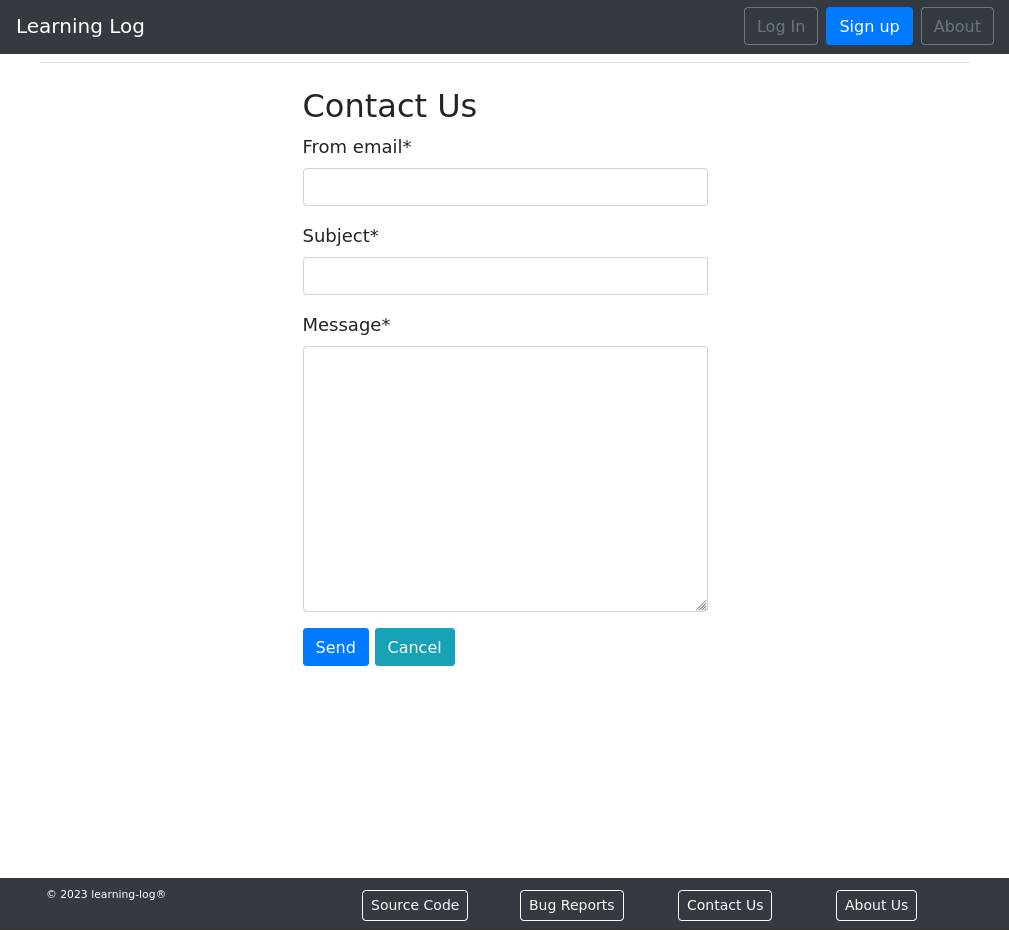 Learning Log
Log In
Sign up
About
Contact Us
From email*
Subject*
Message*
Send
Cancel
© 2023 learning-log®
Source Code
Bug Reports
Contact Us
About Us